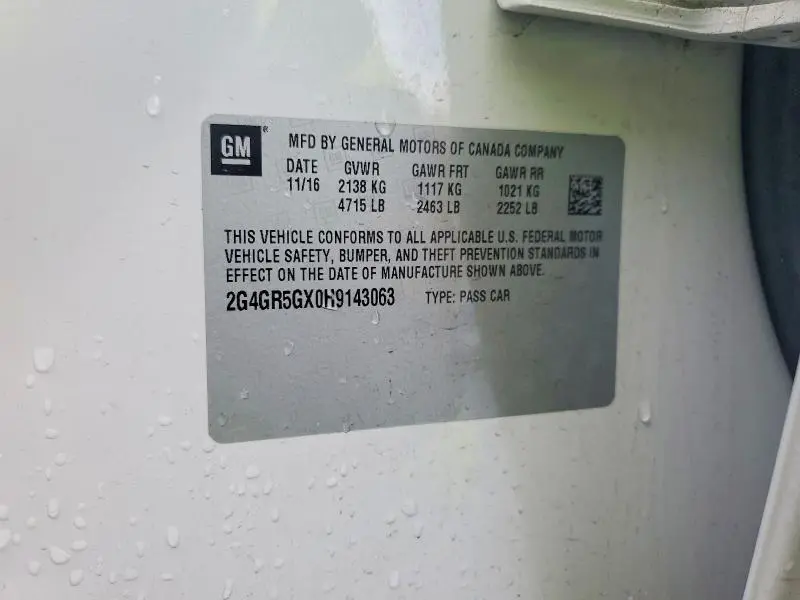 GM® MFD BY GENERAL MOTORS OF CANADA COMPANY
DATE GVWR GAWR FRT GAWR RR
11/16 2138 KG 1117 KG 1021 KG
4715 LB 2463 LB 2252 LB
THIS VEHICLE CONFORMS TO ALL APPLICABLE U.S. FEDERAL MOTOR
VEHICLE SAFETY, BUMPER, AND THEFT PREVENTION STANDARDS IN
EFFECT ON THE DATE OF MANUFACTURE SHOWN ABOVE.
2G4GR5GX0H9143063 TYPE: PASS CAR